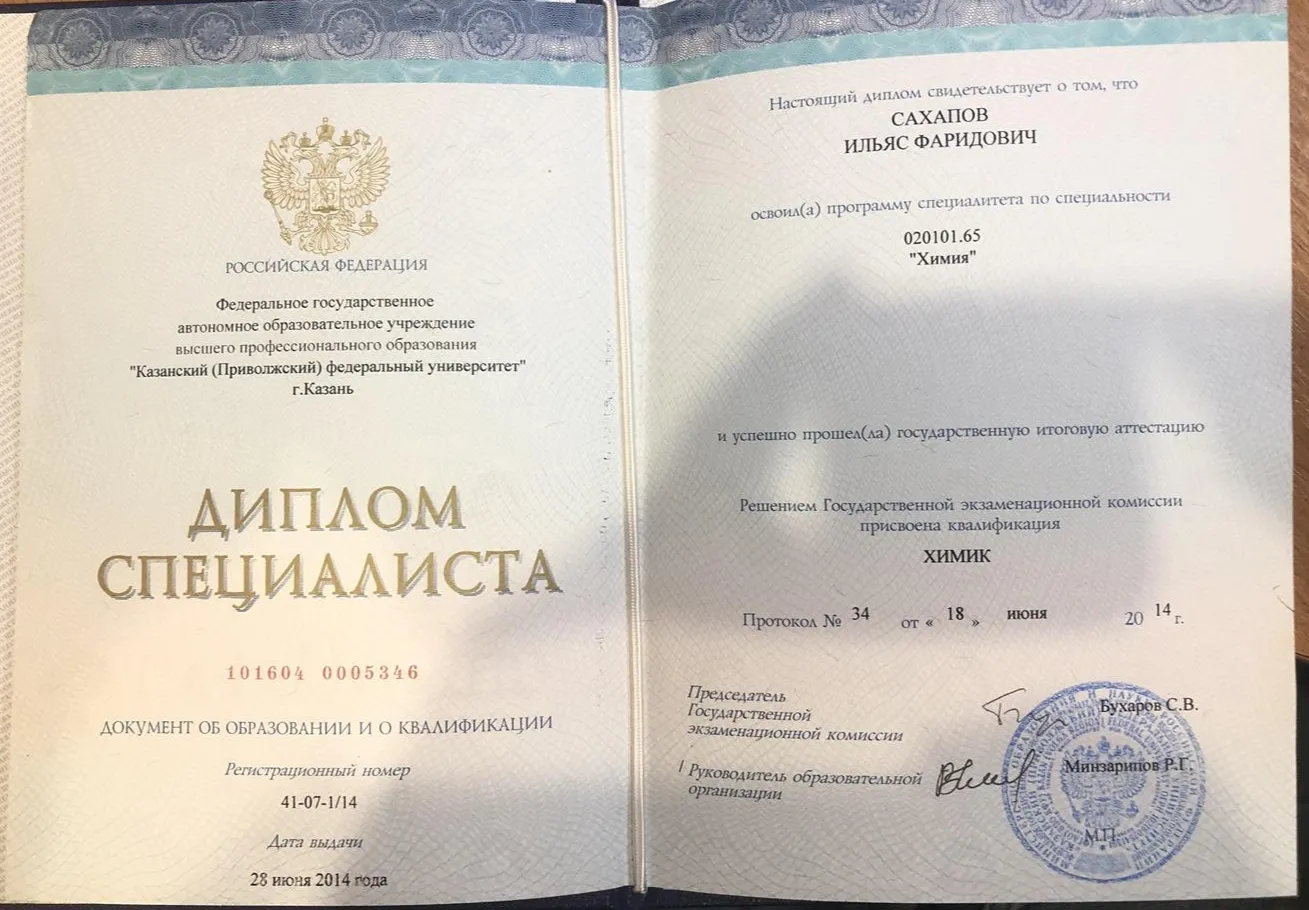 РОССИЙСКАЯ ФЕДЕРАЦИЯ
Федеральное государственное
автономное образовательное учреждение
высшего профессионального образования
"Казанский (Приволжский) федеральный университет"
г.Казань
ДИПЛОМ
СПЕЦИАЛИСТА
101604 0005346
ДОКУМЕНТ ОБ ОБРАЗОВАНИИ И О КВАЛИФИКАЦИИ
Регистрационный номер
41-07-1/14
Дата выдачи
28 июня 2014 года
Настоящий диплом свидетельствует о том, что
САХАПОВ
ИЛЬЯС ФАРИДОВИЧ
освоил(а) программу специалитета по специальности
020101.65
"Химия"
и успешно прошел(ла) государственную итоговую аттестацию
Решением Государственной экзаменационной комиссии
присвоена квалификация
ХИМИК
Протокол № 34 от « 18 » июня 20 14 г.
Председатель
Государственной
экзаменационной комиссии
Бухаров С.В.
/ Руководитель образовательной
организации
Минзарипов Р.Г.
М.П.